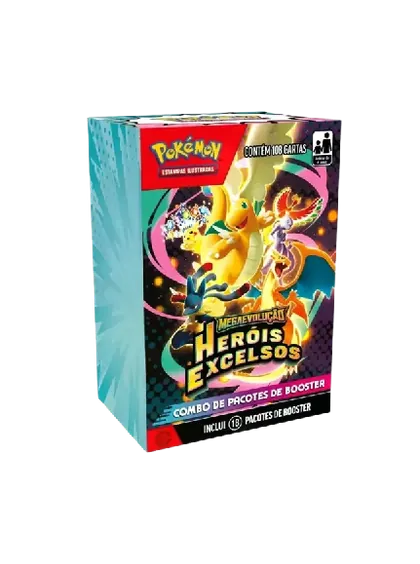 POKÉMON
ESTAMPAS ILUSTRADAS
CONTÉM 108 CARTAS
MEGAEVOLUÇÃO
HERÓIS
EXCELSOS
COMBO DE PACOTES DE BOOSTER
INCLUI 18 PACOTES DE BOOSTER